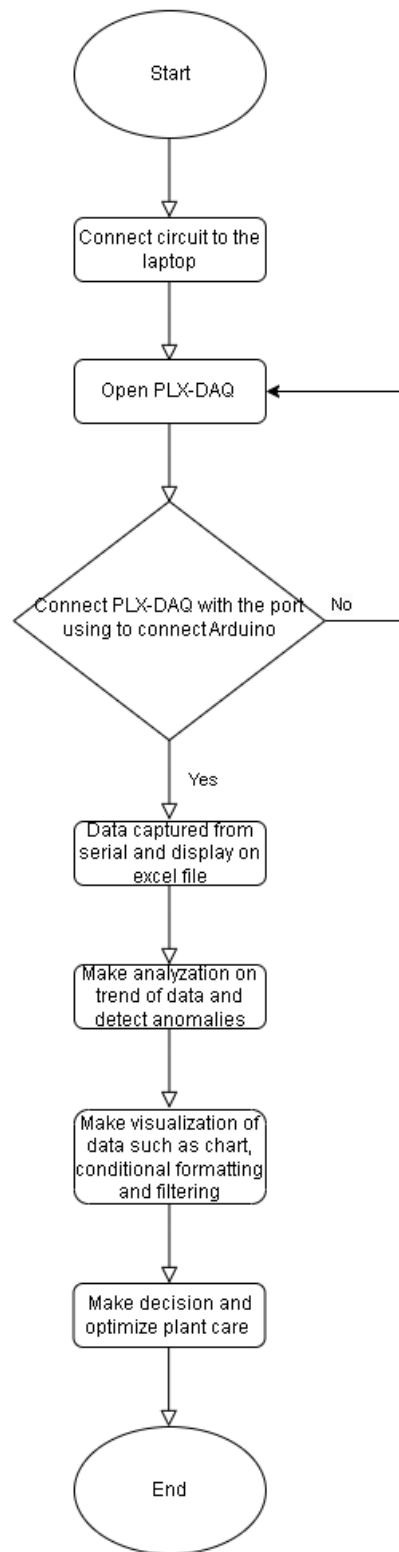 Start
Connect circuit to the
laptop
Open PLX-DAQ
Connect PLX-DAQ with the port
using to connect Arduino
No
Yes
Data captured from
serial and display on
excel file
Make analyzation on
trend of data and
detect anomalies
Make visualization of
data such as chart,
conditional formatting
and filtering
Make decision and
optimize plant care
End